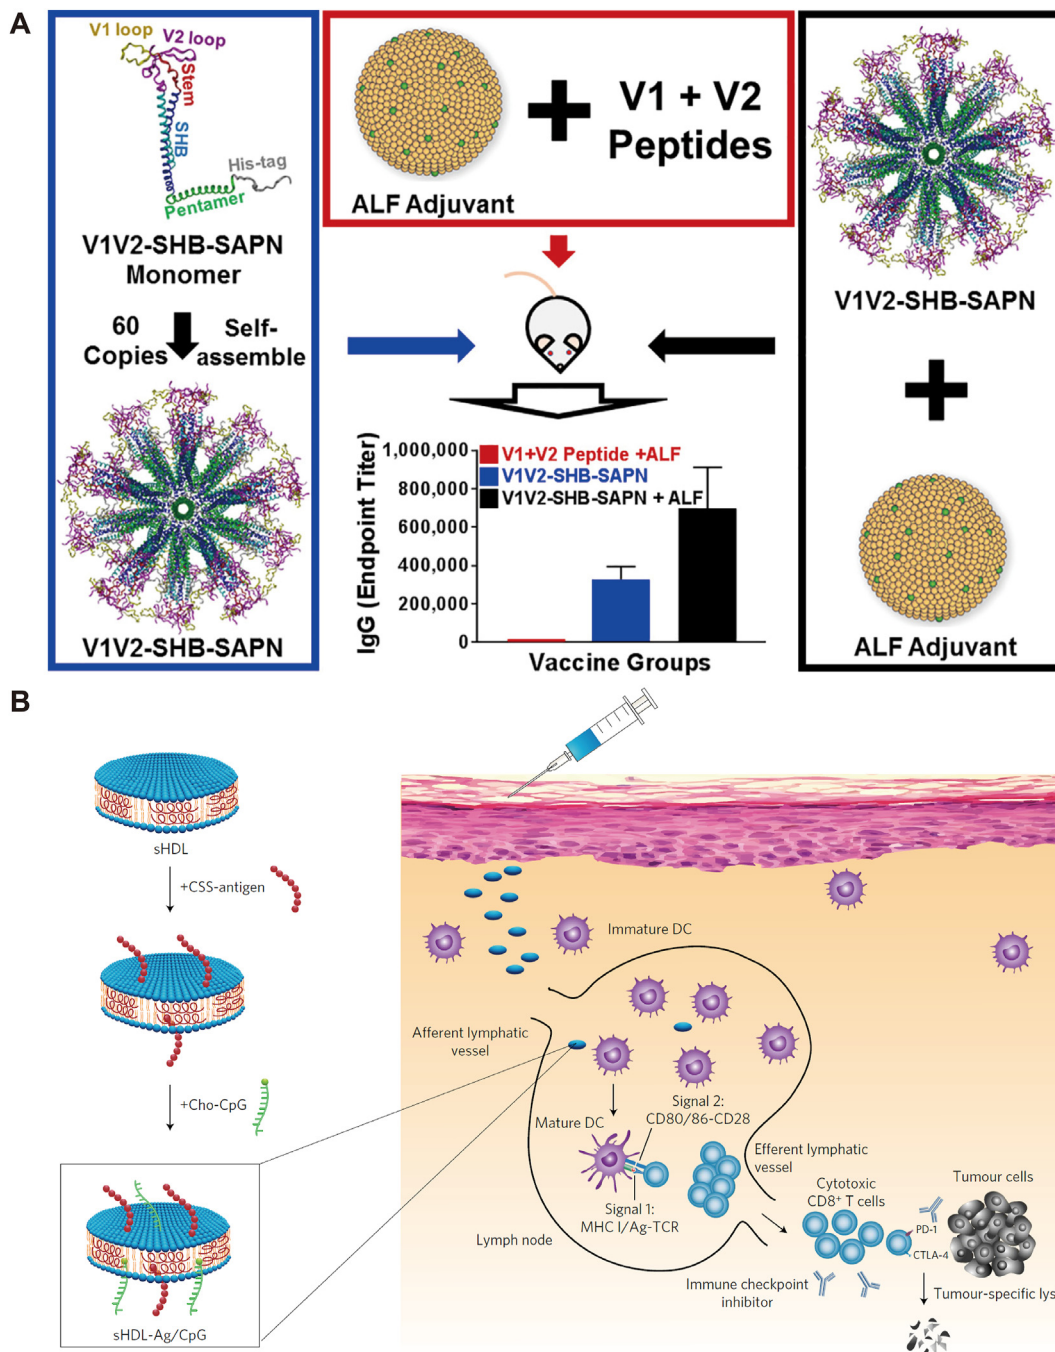 A
V1 loop
V2 loop
Stem
SHB
His-tag
Pentamer
V1V2-SHB-SAPN
Monomer
60
Copies
Self-
assemble
V1V2-SHB-SAPN
ALF Adjuvant
V1 + V2
Peptides
V1V2-SHB-SAPN
ALF Adjuvant
IgG (Endpoint Titer)
1,000,000
800,000
600,000
400,000
200,000
0
V1+V2 Peptide +ALF
V1V2-SHB-SAPN
V1V2-SHB-SAPN + ALF
Vaccine Groups
B
sHDL
+CSS-antigen
+Cho-CpG
sHDL-Ag/CpG
Immature DC
Afferent lymphatic
vessel
Mature DC
Signal 2:
CD80/86-CD28
Signal 1:
MHC I/Ag-TCR
Lymph node
Efferent lymphatic
vessel
Cytotoxic
CD8+ T cells
Tumour cells
PD-1
CTLA-4
Immune checkpoint
inhibitor
Tumour-specific lys